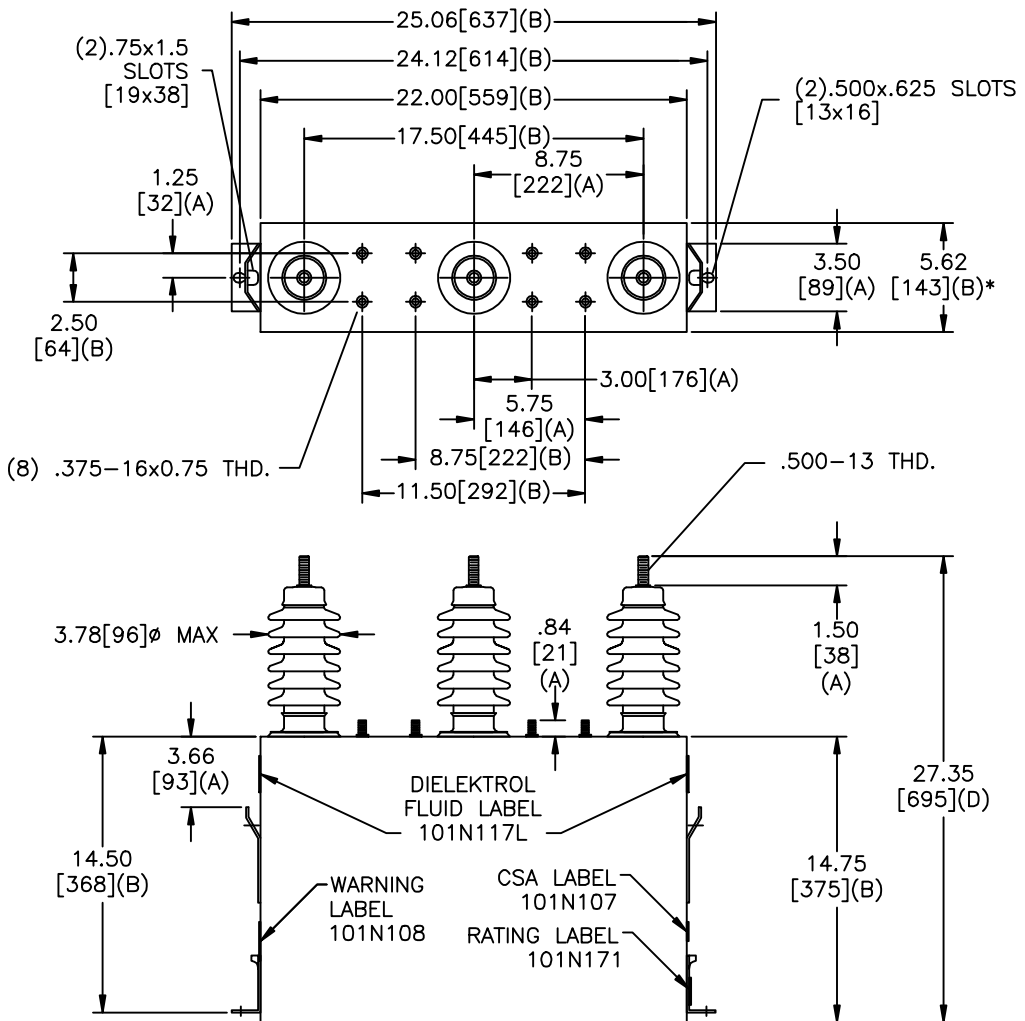 25.06[637](B)
(2).75x1.5
SLOTS
[19x38]
24.12[614](B)
(2).500x.625 SLOTS
[13x16]
22.00[559](B)
17.50[445](B)
8.75
[222](A)
1.25
[32](A)
3.50
[89](A)
5.62
[143](B)*
2.50
[64](B)
3.00[176](A)
5.75
[146](A)
(8) .375-16x0.75 THD.
8.75[222](B)
.500-13 THD.
11.50[292](B)
3.78[96]ø MAX
.84
[21]
(A)
1.50
[38]
(A)
3.66
[93](A)
DIELEKTROL
FLUID LABEL
101N117L
27.35
[695](D)
14.50
[368](B)
WARNING
LABEL
101N108
CSA LABEL
101N107
RATING LABEL
101N171
14.75
[375](B)